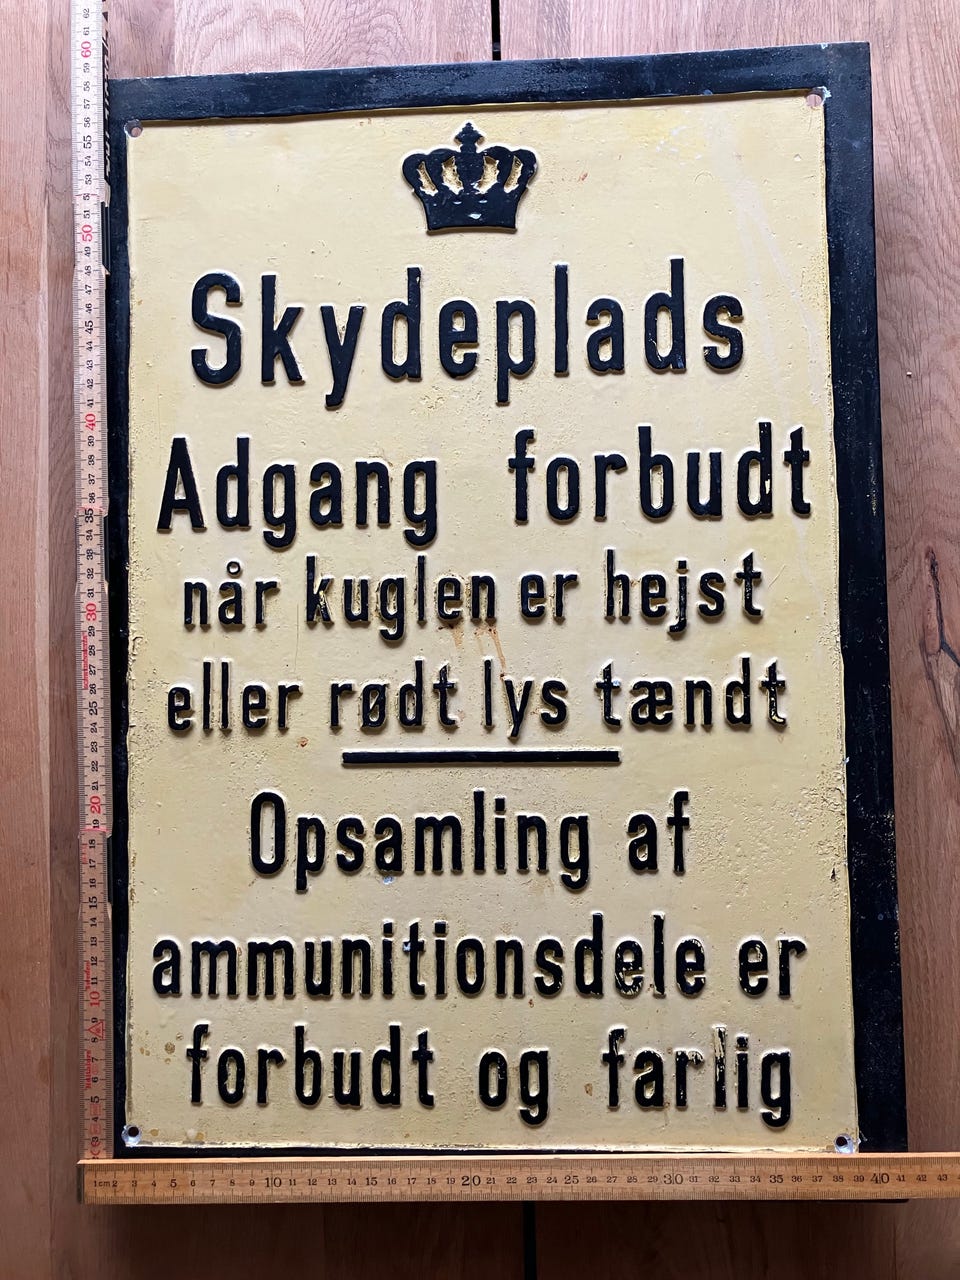 Skydeplads
Adgang forbudt
når kuglen er hejst
eller rødt lys tændt
Opsamling af
ammunitionsdele er
forbudt og farlig